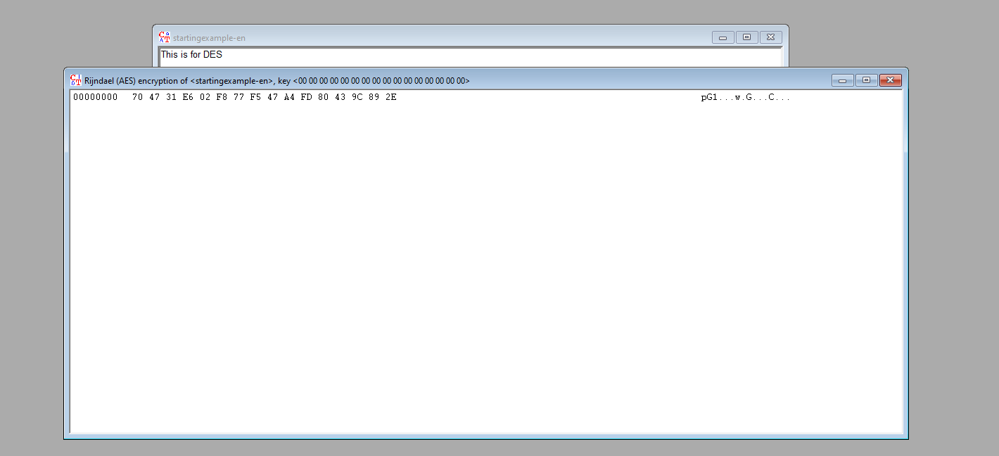 startingexample-en
This is for DES
Rijndael (AES) encryption of <startingexample-en>, key <00 00 00 00 00 00 00 00 00 00 00 00 00 00 00 00>
00000000 70 47 31 E6 02 F8 77 F5 47 A4 FD 80 43 9C 89 2E pG1...w.G...C...